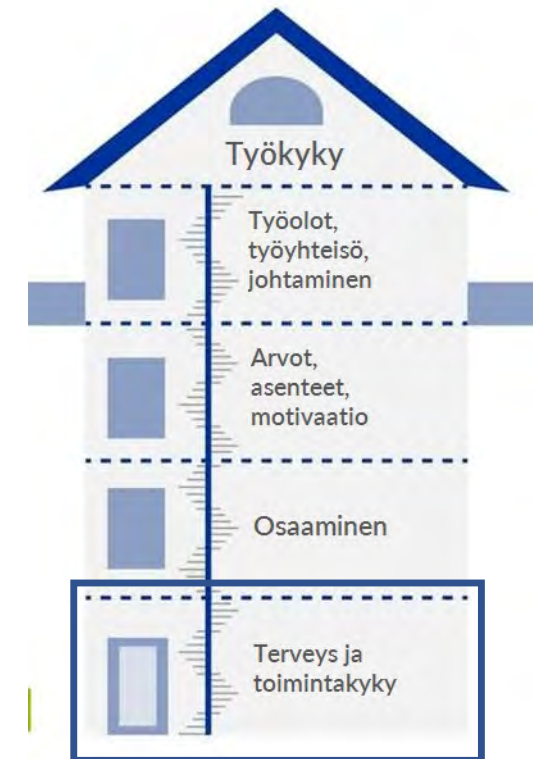 Työkyky
Työolot,
työyhteisö,
johtaminen
Arvot,
asenteet,
motivaatio
Osaaminen
Terveys ja
toimintakyky